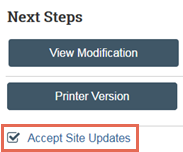 Next Steps
View Modification
Printer Version
Accept Site Updates